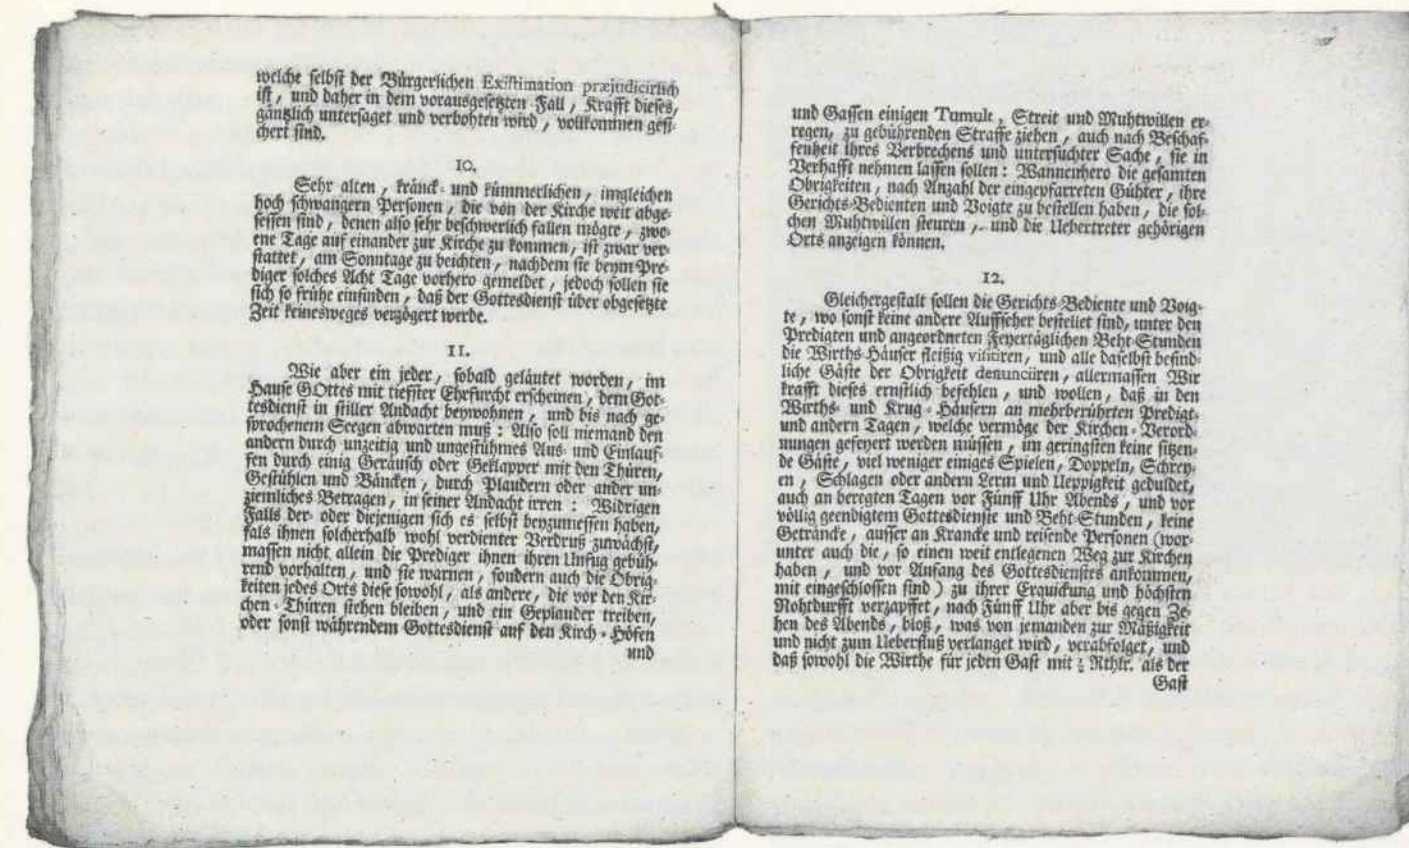 welche selbst der Bürgerlichen Existimation præjudicirlich
ist, und daher in dem vorausgesetzten Fall, Krafft dieses,
gäntzlich untersaget und verbohten wird, vollkommen gesi-
chert sind.
10.
Sehr alten, kränck- und kümmerlichen, imgleichen
hoch schwangern Personen, die von der Kirche weit abge-
sessen sind, denen also sehr beschwerlich fallen mögte, zwe-
ene Tage auf einander zur Kirche zu kommen, ist zwar ver-
stattet, am Sonntage zu beichten, nachdem sie beym Pre-
diger solches Acht Tage vorhero gemeldet, jedoch sollen sie
sich so frühe einfinden, daß der Gottesdienst über obgesetzte
Zeit keinesweges verzögert werde.
11.
Wie aber ein jeder, sobald geläutet worden, im
Hause GOttes mit tieffster Ehrfurcht erscheinen, dem Got-
tesdienst in stiller Andacht beywohnen, und bis nach ge-
sprochenem Seegen abwarten muß: Also soll niemand den
andern durch unzeitig und ungestühmes Aus- und Einlauf-
fen durch einig Geräusch oder Geklapper mit den Thüren,
Gestühlen und Bäncken, durch Plaudern oder ander un-
ziemliches Betragen, in seiner Andacht irren: Widrigen
Falls der- oder diejenigen sich es selbst beyzumessen haben,
fals ihnen solcherhalb wohl verdienter Verdruß zuwächst,
massen nicht allein die Prediger ihnen ihren Unfug gebüh-
rend vorhalten, und sie warnen, sondern auch die Obrig-
keiten jedes Orts diese sowohl, als andere, die vor den Kir-
chen-Thüren stehen bleiben, und ein Geplauder treiben,
oder sonst währendem Gottesdienst auf den Kirch-Höfen
und
und Gassen einigen Tumult, Streit und Muhtwillen er-
regen, zu gebührenden Straffe ziehen, auch nach Beschaf-
fenheit ihres Verbrechens und untersuchter Sache, sie in
Verhafft nehmen lassen sollen: Wannenhero die gesamten
Obrigkeiten, nach Anzahl der eingepfarreten Gühter, ihre
Gerichts-Bedienten und Voigte zu bestellen haben, die sol-
chen Muhtwillen steuren, und die Uebertreter gehörigen
Orts anzeigen können.
12.
Gleichergestalt sollen die Gerichts-Bediente und Voig-
te, wo sonst keine andere Auffseher bestellet sind, unter den
Predigten und angeordneten Feyertäglichen Beht-Stunden
die Wirths-Häuser fleißig visitiren, und alle daselbst befind-
liche Gäste der Obrigkeit denunciiren, allermassen Wir
krafft dieses ernstlich befehlen, und wollen, daß in den
Wirths- und Krug-Häusern an mehrberührten Predigt-
und andern Tagen, welche vermöge der Kirchen-Verord-
nungen gefeyert werden müssen, im geringsten keine sitzen-
de Gäste, viel weniger einiges Spielen, Doppeln, Schrey-
en, Schlagen oder andern Lerm und Ueppigkeit geduldet,
auch an beregten Tagen vor Fünff Uhr Abends, und vor
völlig geendigtem Gottesdienste und Beht-Stunden, keine
Geträncke, ausser an Krancke und reisende Personen (wor-
unter auch die, so einen weit entlegenen Weg zur Kirchen
haben, und vor Anfang des Gottesdienstes ankommen,
mit eingeschlossen sind) zu ihrer Erquickung und höchsten
Nohtdurfft verzapffet, nach Fünff Uhr aber bis gegen Ze-
hen des Abends, bloß, was von jemanden zur Mäßigkeit
und nicht zum Ueberfluß verlanget wird, verabfolget, und
daß sowohl die Wirthe für jeden Gast mit ½ Rthlr. als der
Gast